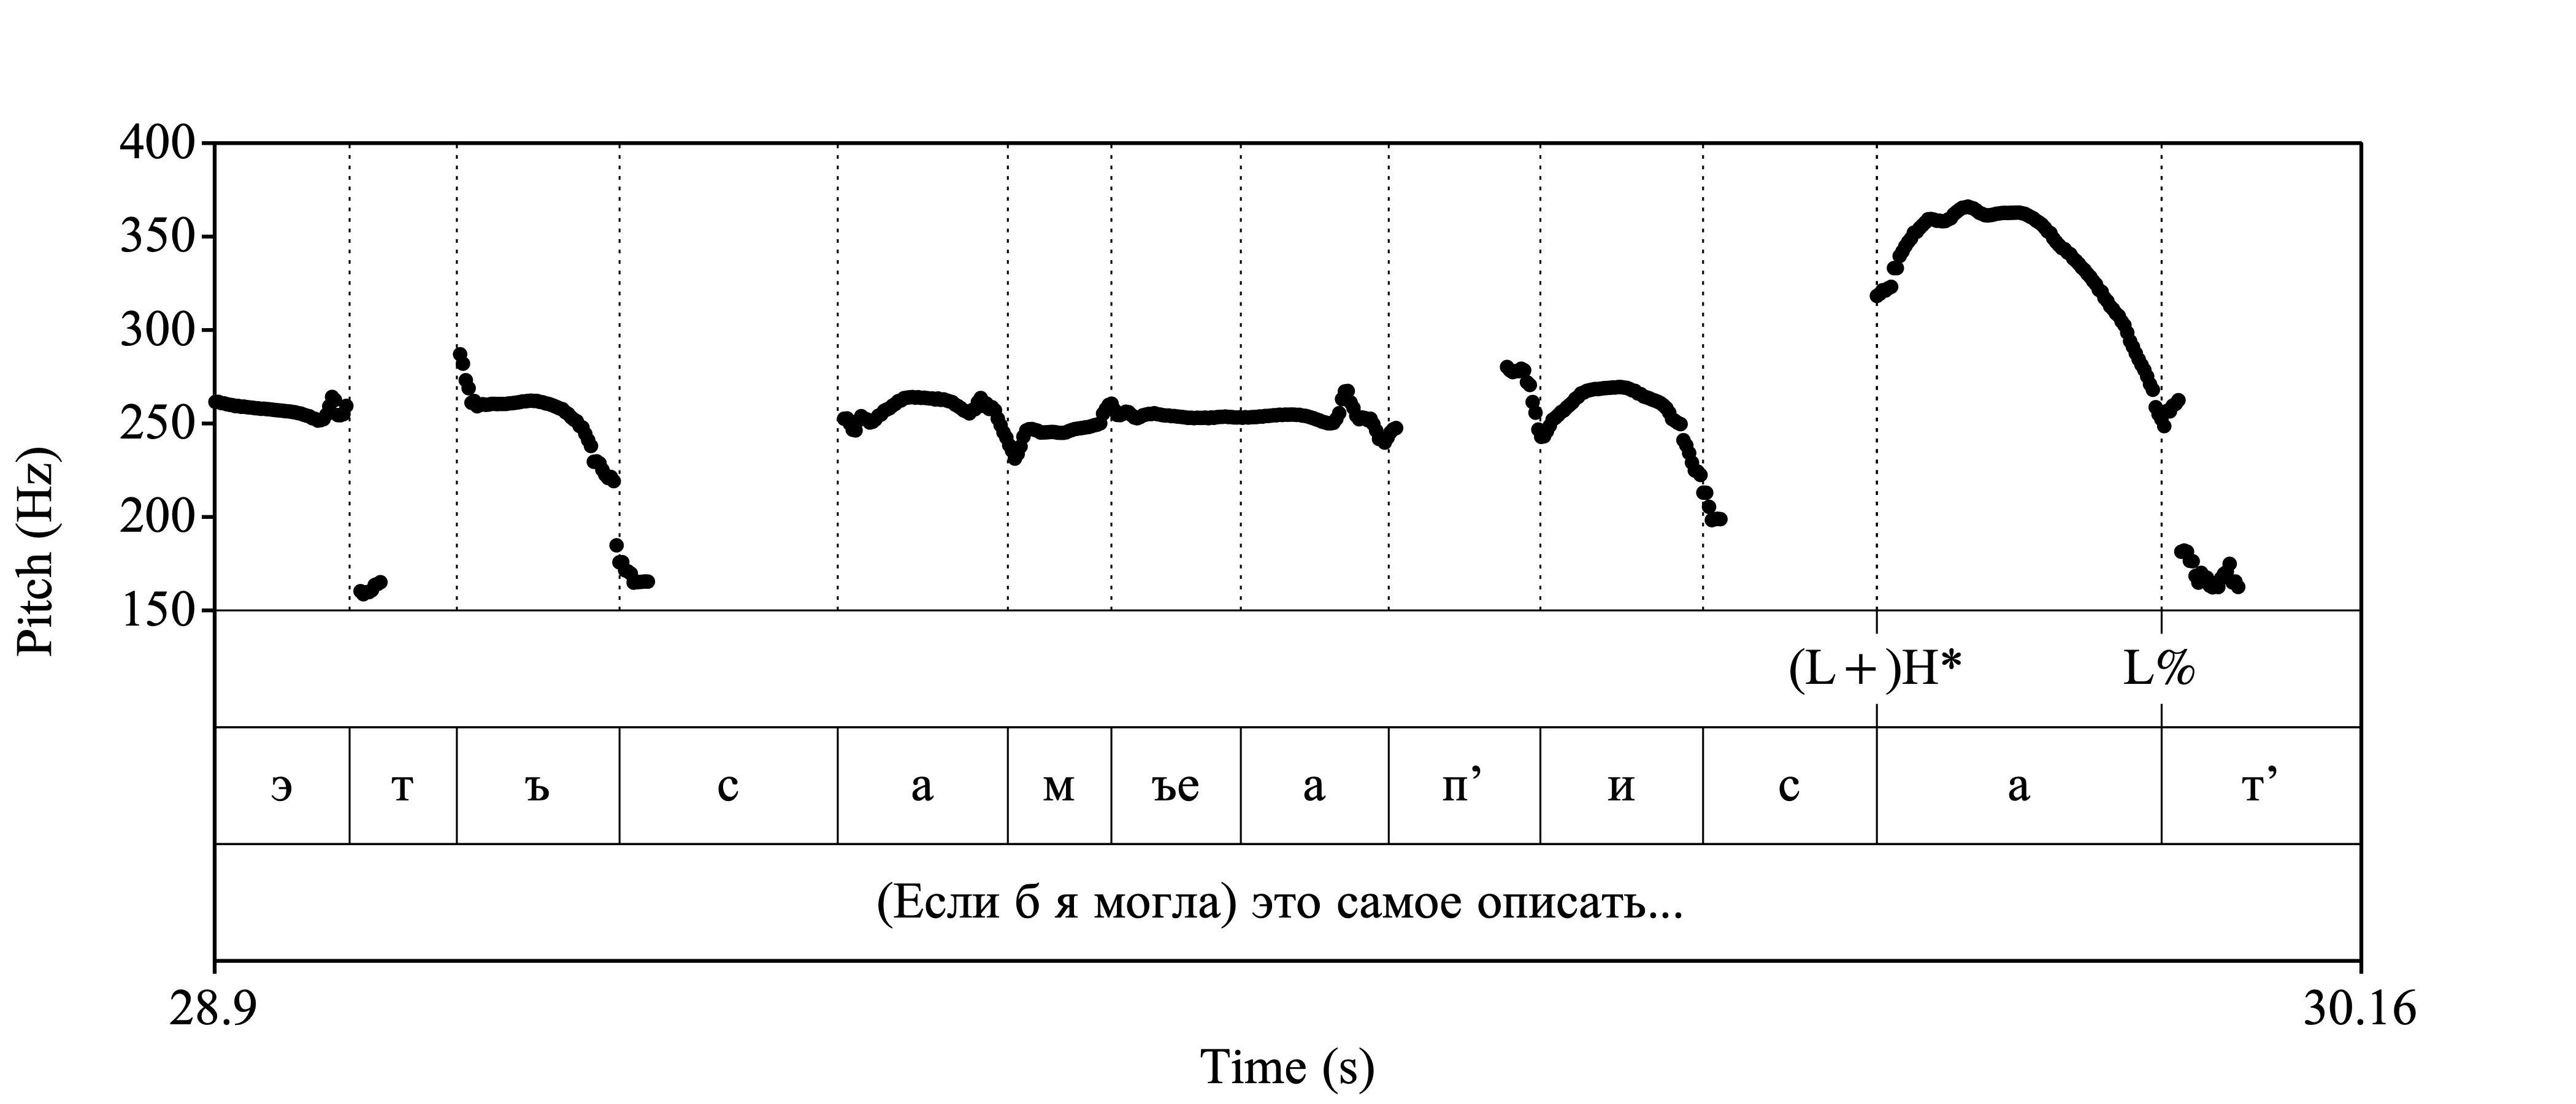 400
350
300
250
200
150
Pitch (Hz)
(L+)H* L%
э т ъ с а м ъе а п’ и с а т’
(Если б я могла) это самое описать...
28.9 30.16
Time (s)